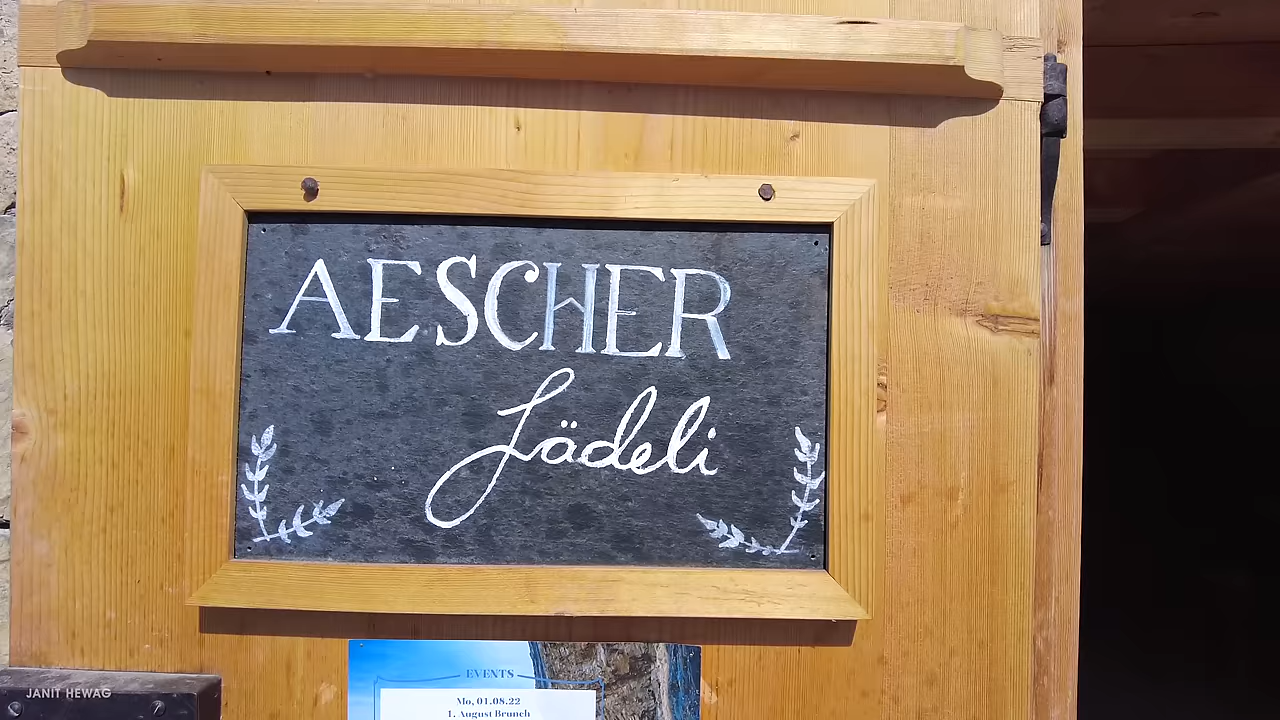 AESCHER
Lädeli
EVENTS
Mo, 01.08.22
1. August Brunch
JANIT HEWAG